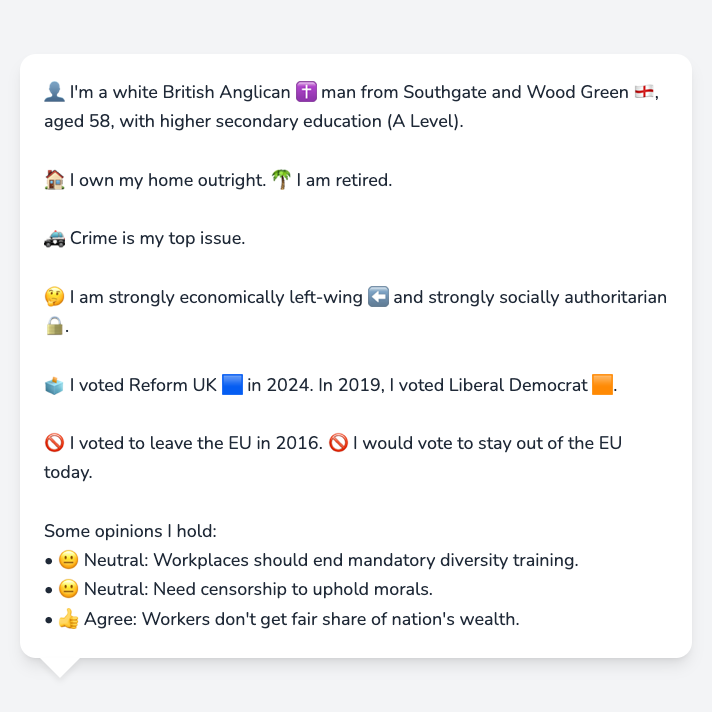 👤 I'm a white British Anglican ✝️ man from Southgate and Wood Green 🏴󠁧󠁢󠁥󠁮󠁧󠁿,
aged 58, with higher secondary education (A Level).
🏠 I own my home outright. 🌴 I am retired.
🚓 Crime is my top issue.
🤔 I am strongly economically left-wing ⬅️ and strongly socially authoritarian
🔒.
🗳️ I voted Reform UK 🟦 in 2024. In 2019, I voted Liberal Democrat 🟧.
🚫 I voted to leave the EU in 2016. 🚫 I would vote to stay out of the EU
today.
Some opinions I hold:
• 😐 Neutral: Workplaces should end mandatory diversity training.
• 😐 Neutral: Need censorship to uphold morals.
• 👍 Agree: Workers don't get fair share of nation's wealth.